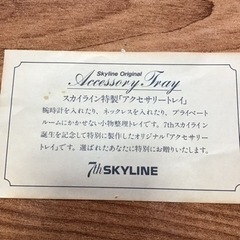 Skyline Original
Accessory Tray
スカイライン特製「アクセサリートレイ」
腕時計を入れたり、ネックレスを入れたり、プライベート
ルームにかかせない小物整理トレイです。7thスカイライン
誕生を記念して特別に製作したオリジナル「アクセサリ
ートレイ」です。選ばれたあなたに特別にお贈りいたします。
7th SKYLINE